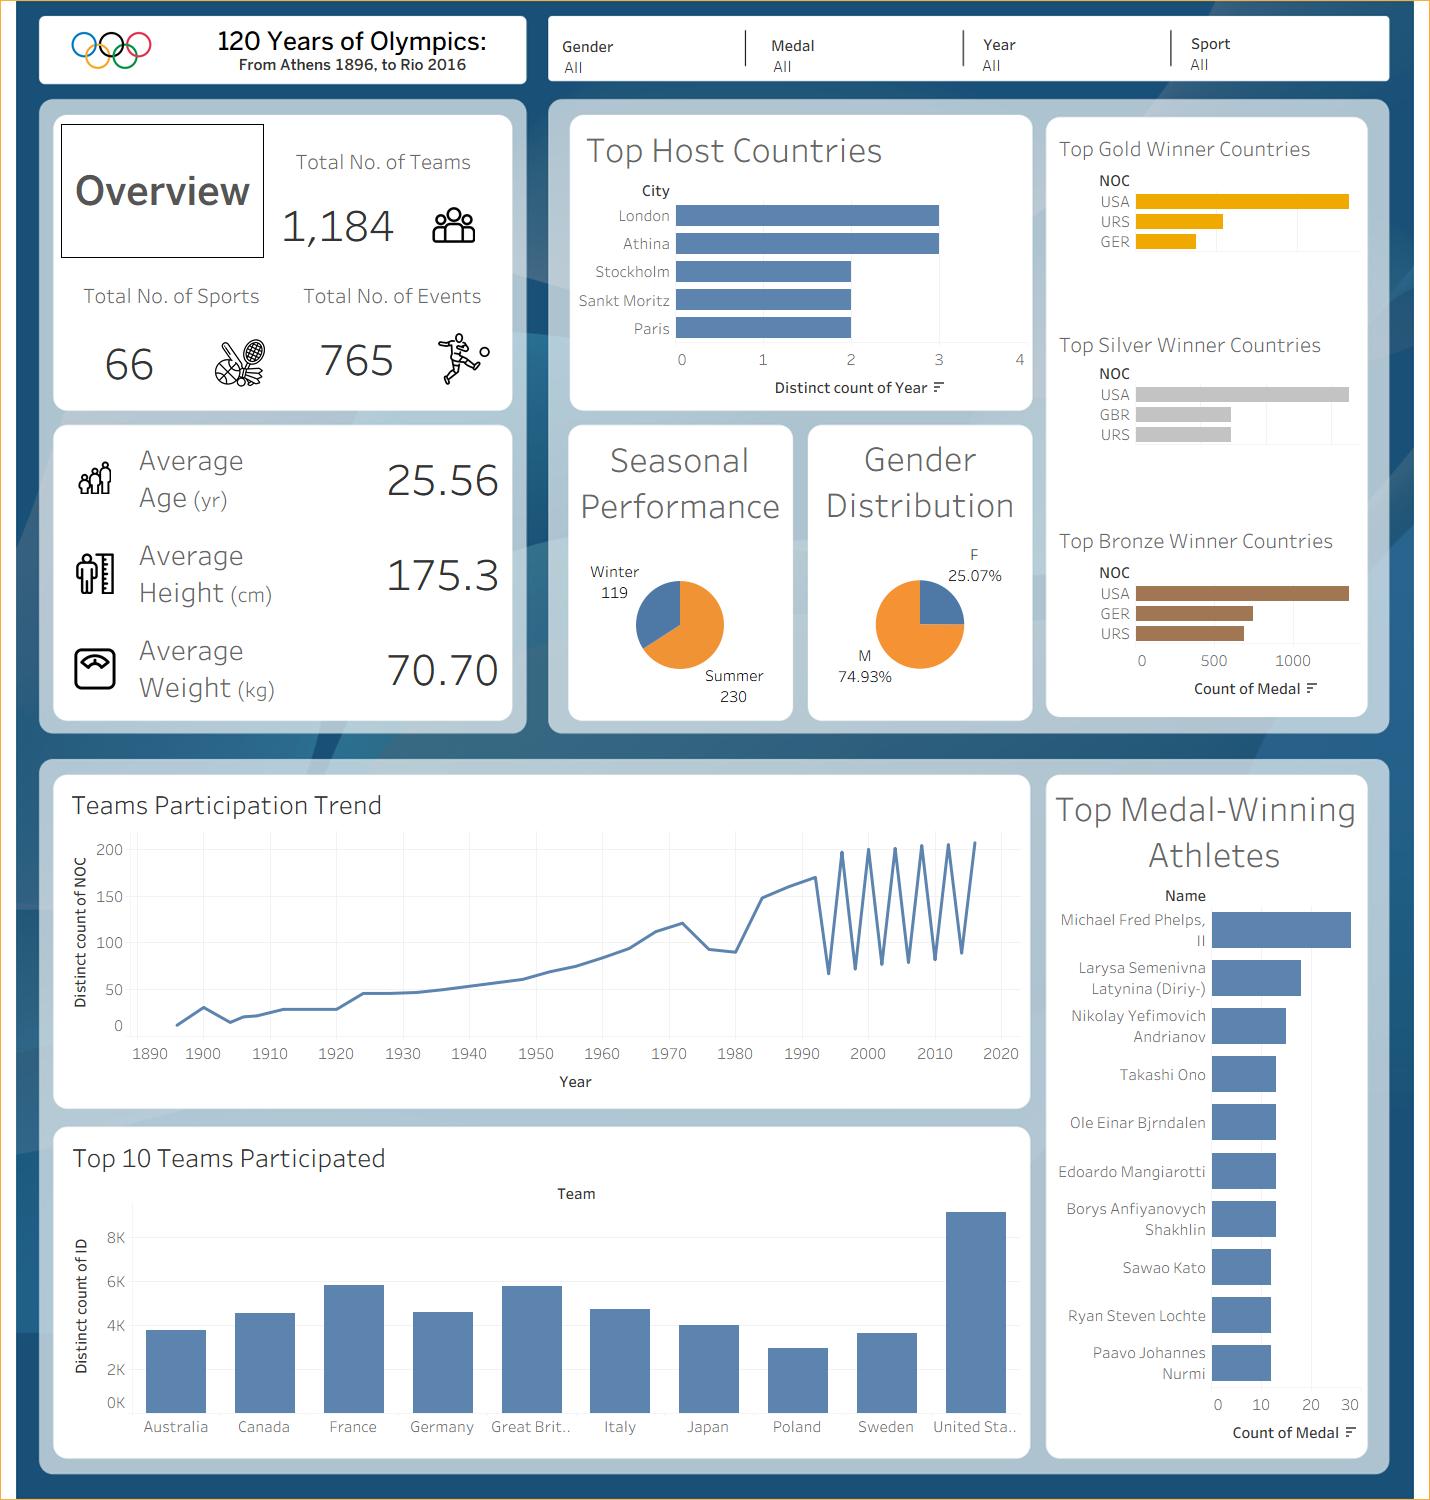 120 Years of Olympics:
From Athens 1896, to Rio 2016
Gender
All
Medal
All
Year
All
Sport
All
Overview
Total No. of Teams
1,184
Total No. of Sports
66
Total No. of Events
765
Average
Age (yr)
25.56
Average
Height (cm)
175.3
Average
Weight (kg)
70.70
Top Host Countries
City
London
Athina
Stockholm
Sankt Moritz
Paris
0 1 2 3 4
Distinct count of Year
Seasonal
Performance
Winter
119
Summer
230
Gender
Distribution
F
25.07%
M
74.93%
Top Gold Winner Countries
NOC
USA
URS
GER
Top Silver Winner Countries
NOC
USA
GBR
URS
Top Bronze Winner Countries
NOC
USA
GER
URS
0 500 1000
Count of Medal
Teams Participation Trend
Distinct count of NOC
200
150
100
50
0
1890 1900 1910 1920 1930 1940 1950 1960 1970 1980 1990 2000 2010 2020
Year
Top 10 Teams Participated
Team
Distinct count of ID
8K
6K
4K
2K
0K
Australia Canada France Germany Great Brit.. Italy Japan Poland Sweden United Sta..
Top Medal-Winning
Athletes
Name
Michael Fred Phelps,
II
Larysa Semenivna
Latynina (Diriy-)
Nikolay Yefimovich
Andrianov
Takashi Ono
Ole Einar Bjrndalen
Edoardo Mangiarotti
Borys Anfiyanovych
Shakhlin
Sawao Kato
Ryan Steven Lochte
Paavo Johannes
Nurmi
0 10 20 30
Count of Medal